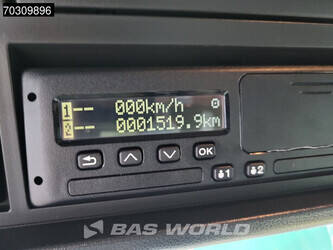 70309896
1 -- 000km/h
2 -- 0001519.9km
OK
1 2
BAS WORLD